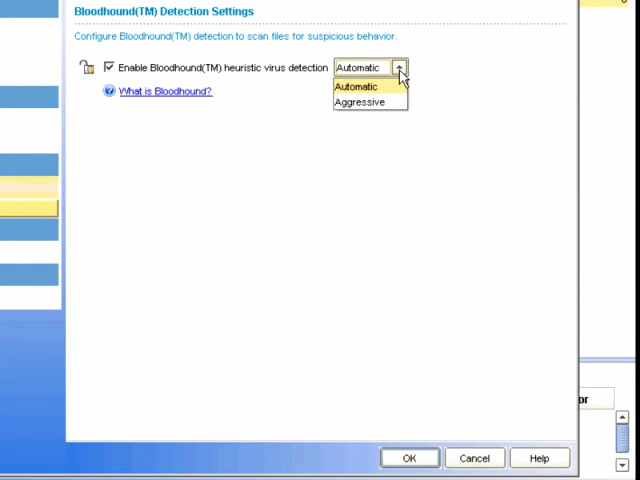 Bloodhound(TM) Detection Settings
Configure Bloodhound(TM) detection to scan files for suspicious behavior.
Enable Bloodhound(TM) heuristic virus detection Automatic
Automatic
What is Bloodhound?
Aggressive
or
OK Cancel Help